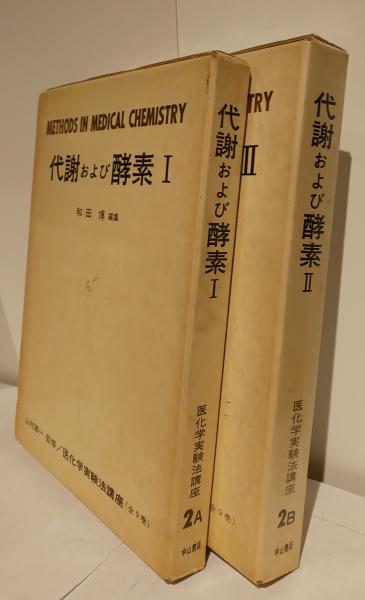 METHODS IN MEDICAL CHEMISTRY
代謝および酵素 I
和田 博 編集
山村雄一 監修/医化学実験法講座(全9巻)
代謝および酵素 I
医化学実験法講座
2A
中山書店
TRY
II
全9巻)
代謝および酵素 II
医化学実験法講座
2B
中山書店